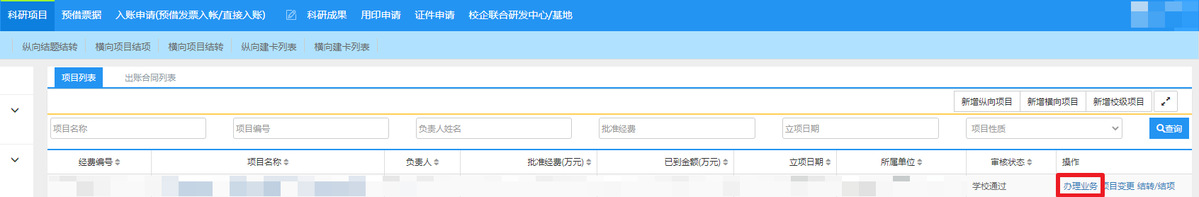 科研项目 预借票据 入账申请(预借发票入帐/直接入账) 科研成果 用印申请 证件申请 校企联合研发中心/基地
纵向结题结转 横向项目结项 横向项目结转 纵向建卡列表 横向建卡列表
项目列表 出账合同列表
新增纵向项目 新增横向项目 新增校级项目
项目名称 项目编号 负责人姓名 批准经费 立项日期 项目性质 查询
经费编号 项目名称 负责人 批准经费(万元) 已到金额(万元) 立项日期 所属单位 审核状态 操作
学校通过 办理业务 项目变更 结转/结项